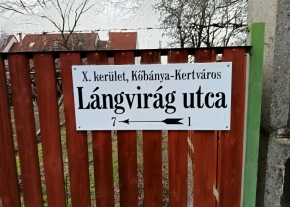 X. kerület, Kőbánya-Kertváros
Lángvirág utca
7 ← 1